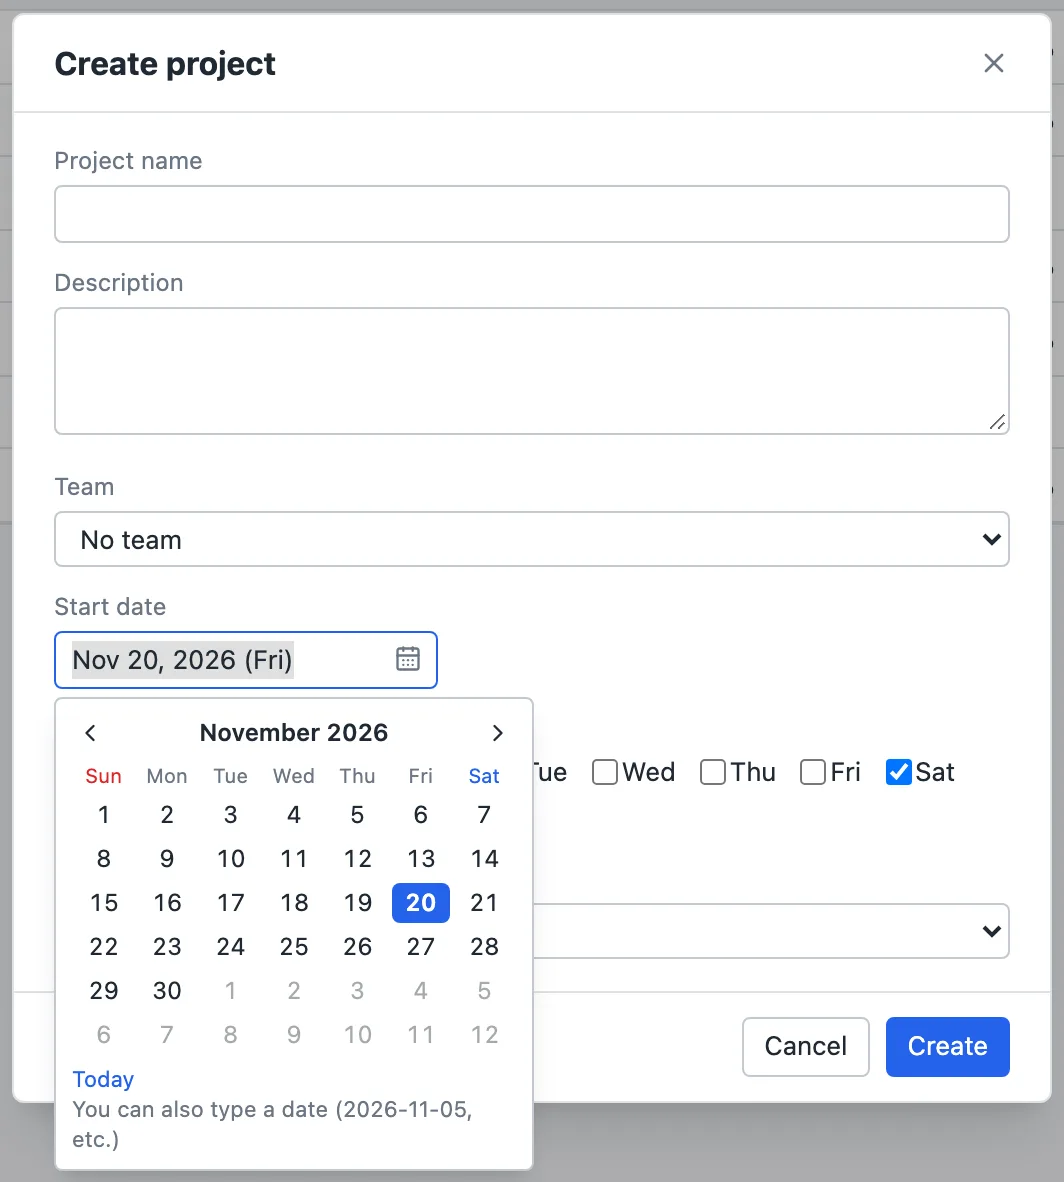 Create project
Project name
Description
Team
No team
Start date
Nov 20, 2026 (Fri)
November 2026
Sun Mon Tue Wed Thu Fri Sat
1 2 3 4 5 6 7
8 9 10 11 12 13 14
15 16 17 18 19 20 21
22 23 24 25 26 27 28
29 30 1 2 3 4 5
6 7 8 9 10 11 12
Today
You can also type a date (2026-11-05,
etc.)
Tue Wed Thu Fri Sat
Cancel Create